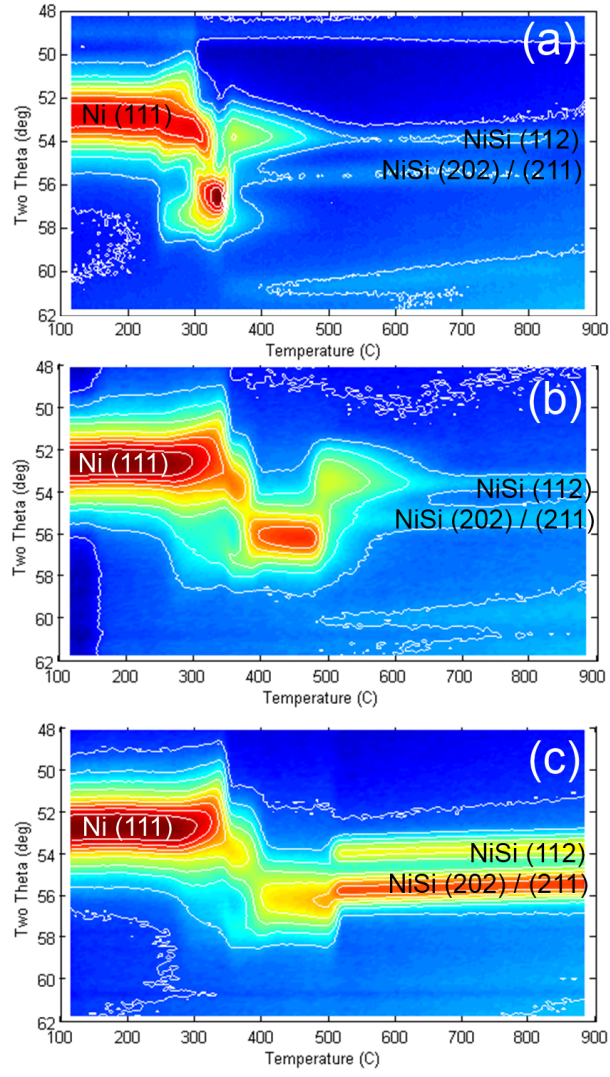 48
50
52
54
56
58
60
62
Two Theta (deg)
(a)
Ni (111)
NiSi (112)
NiSi (202) / (211)
100 200 300 400 500 600 700 800 900
Temperature (C)
48
50
52
54
56
58
60
62
Two Theta (deg)
(b)
Ni (111)
NiSi (112)
NiSi (202) / (211)
100 200 300 400 500 600 700 800 900
Temperature (C)
48
50
52
54
56
58
60
62
Two Theta (deg)
(c)
Ni (111)
NiSi (112)
NiSi (202) / (211)
100 200 300 400 500 600 700 800 900
Temperature (C)